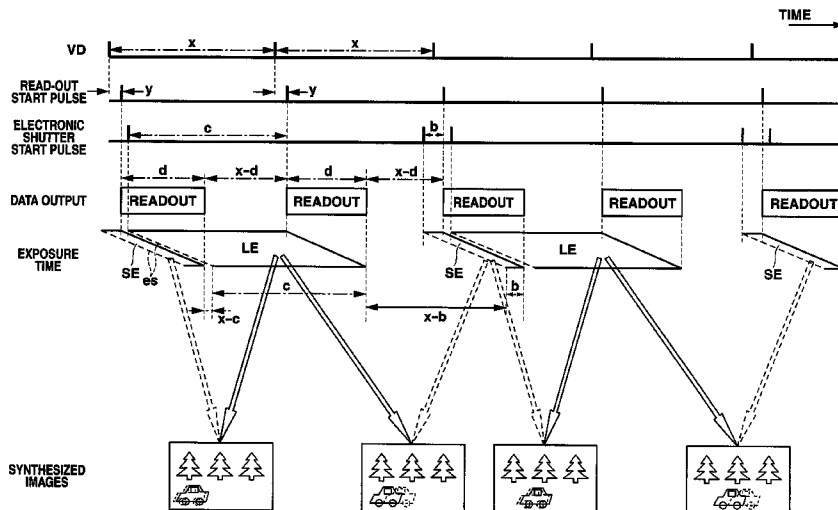 TIME
VD
x
x
READ-OUT
START PULSE
y
y
ELECTRONIC
SHUTTER
START PULSE
c
b
d
x-d
d
x-d
DATA OUTPUT
READOUT
READOUT
READOUT
READOUT
READOUT
EXPOSURE
TIME
SE
es
LE
SE
LE
SE
c
b
x-c
x-b
SYNTHESIZED
IMAGES